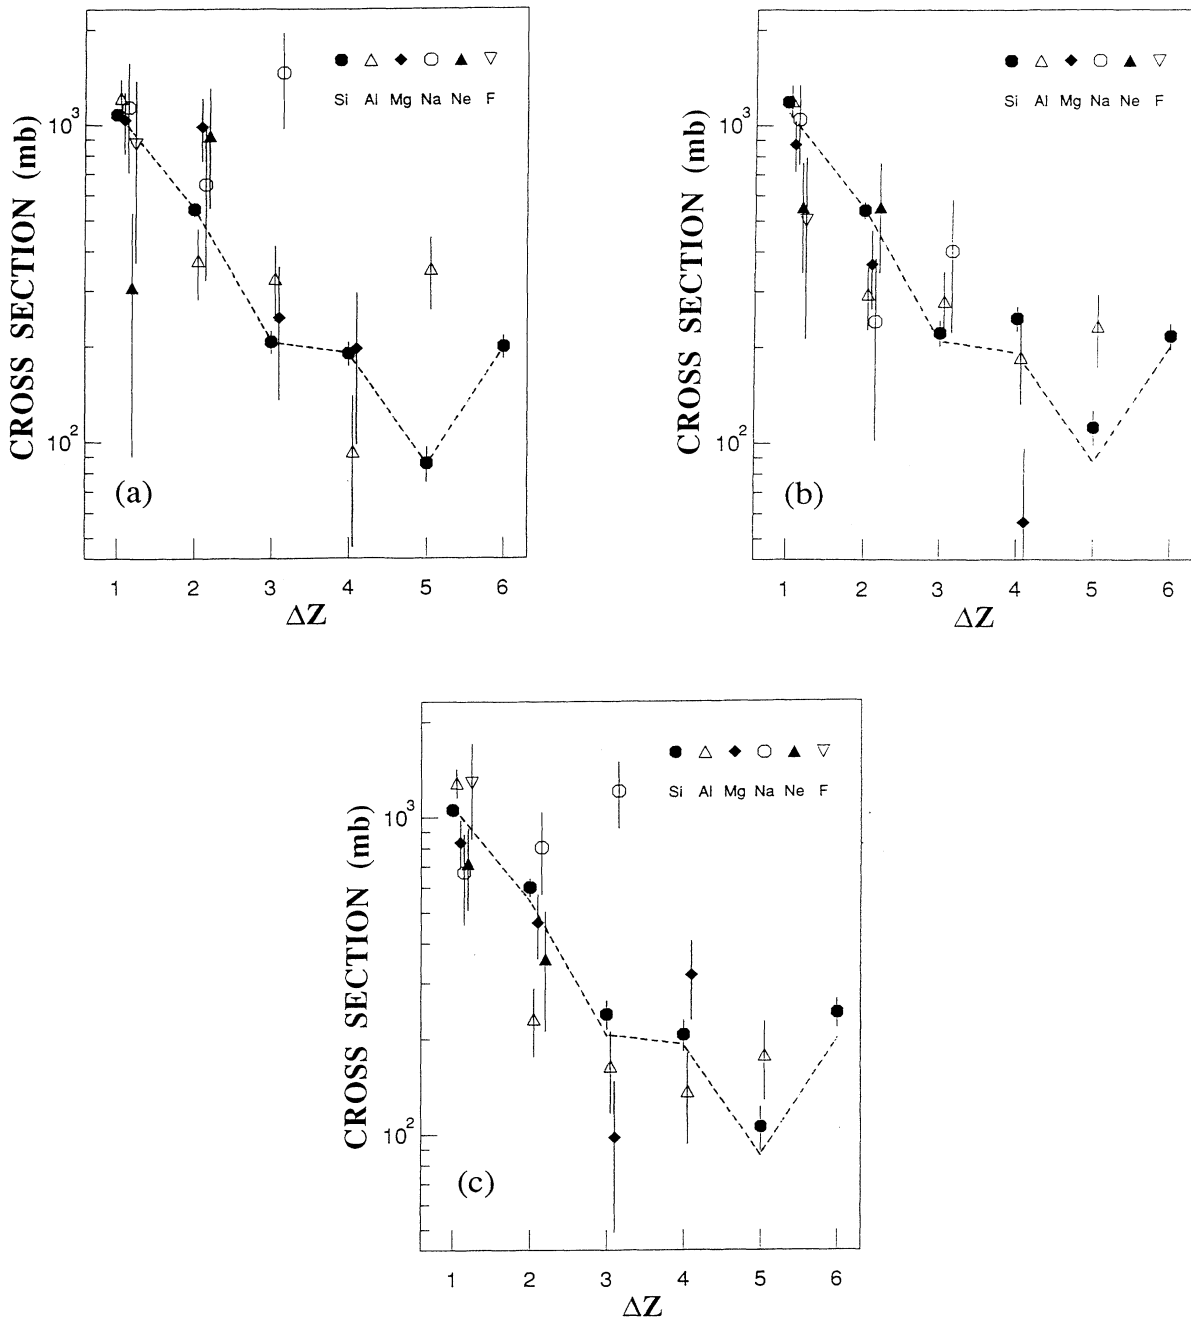 Si Al Mg Na Ne F
10³
10²
CROSS SECTION (mb)
(a)
1 2 3 4 5 6
ΔZ
Si Al Mg Na Ne F
10³
10²
CROSS SECTION (mb)
(b)
1 2 3 4 5 6
ΔZ
Si Al Mg Na Ne F
10³
10²
CROSS SECTION (mb)
(c)
1 2 3 4 5 6
ΔZ